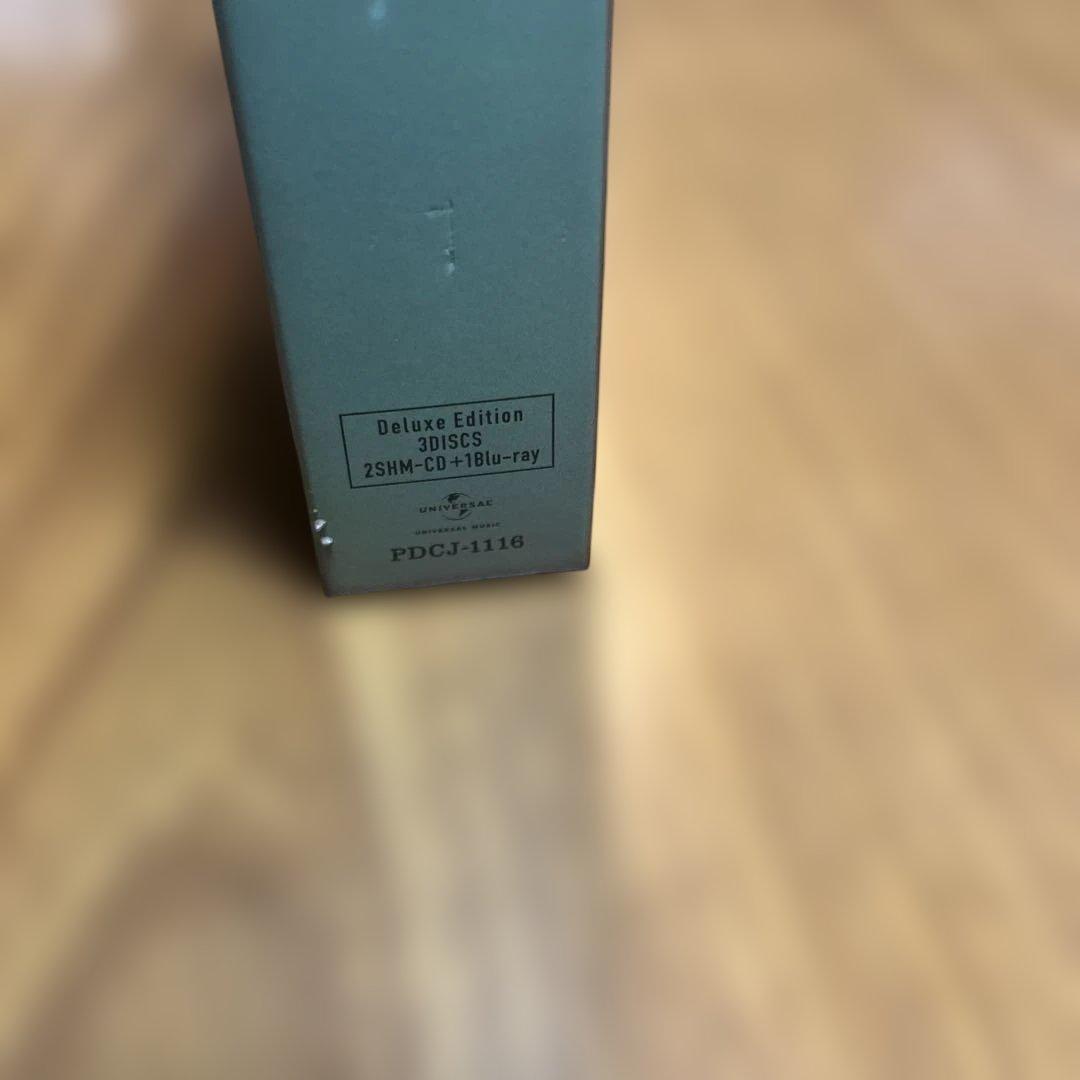 Deluxe Edition
3DISCS
2SHM-CD+1Blu-ray
UNIVERSAL
UNIVERSAL MUSIC
PDCJ-1116